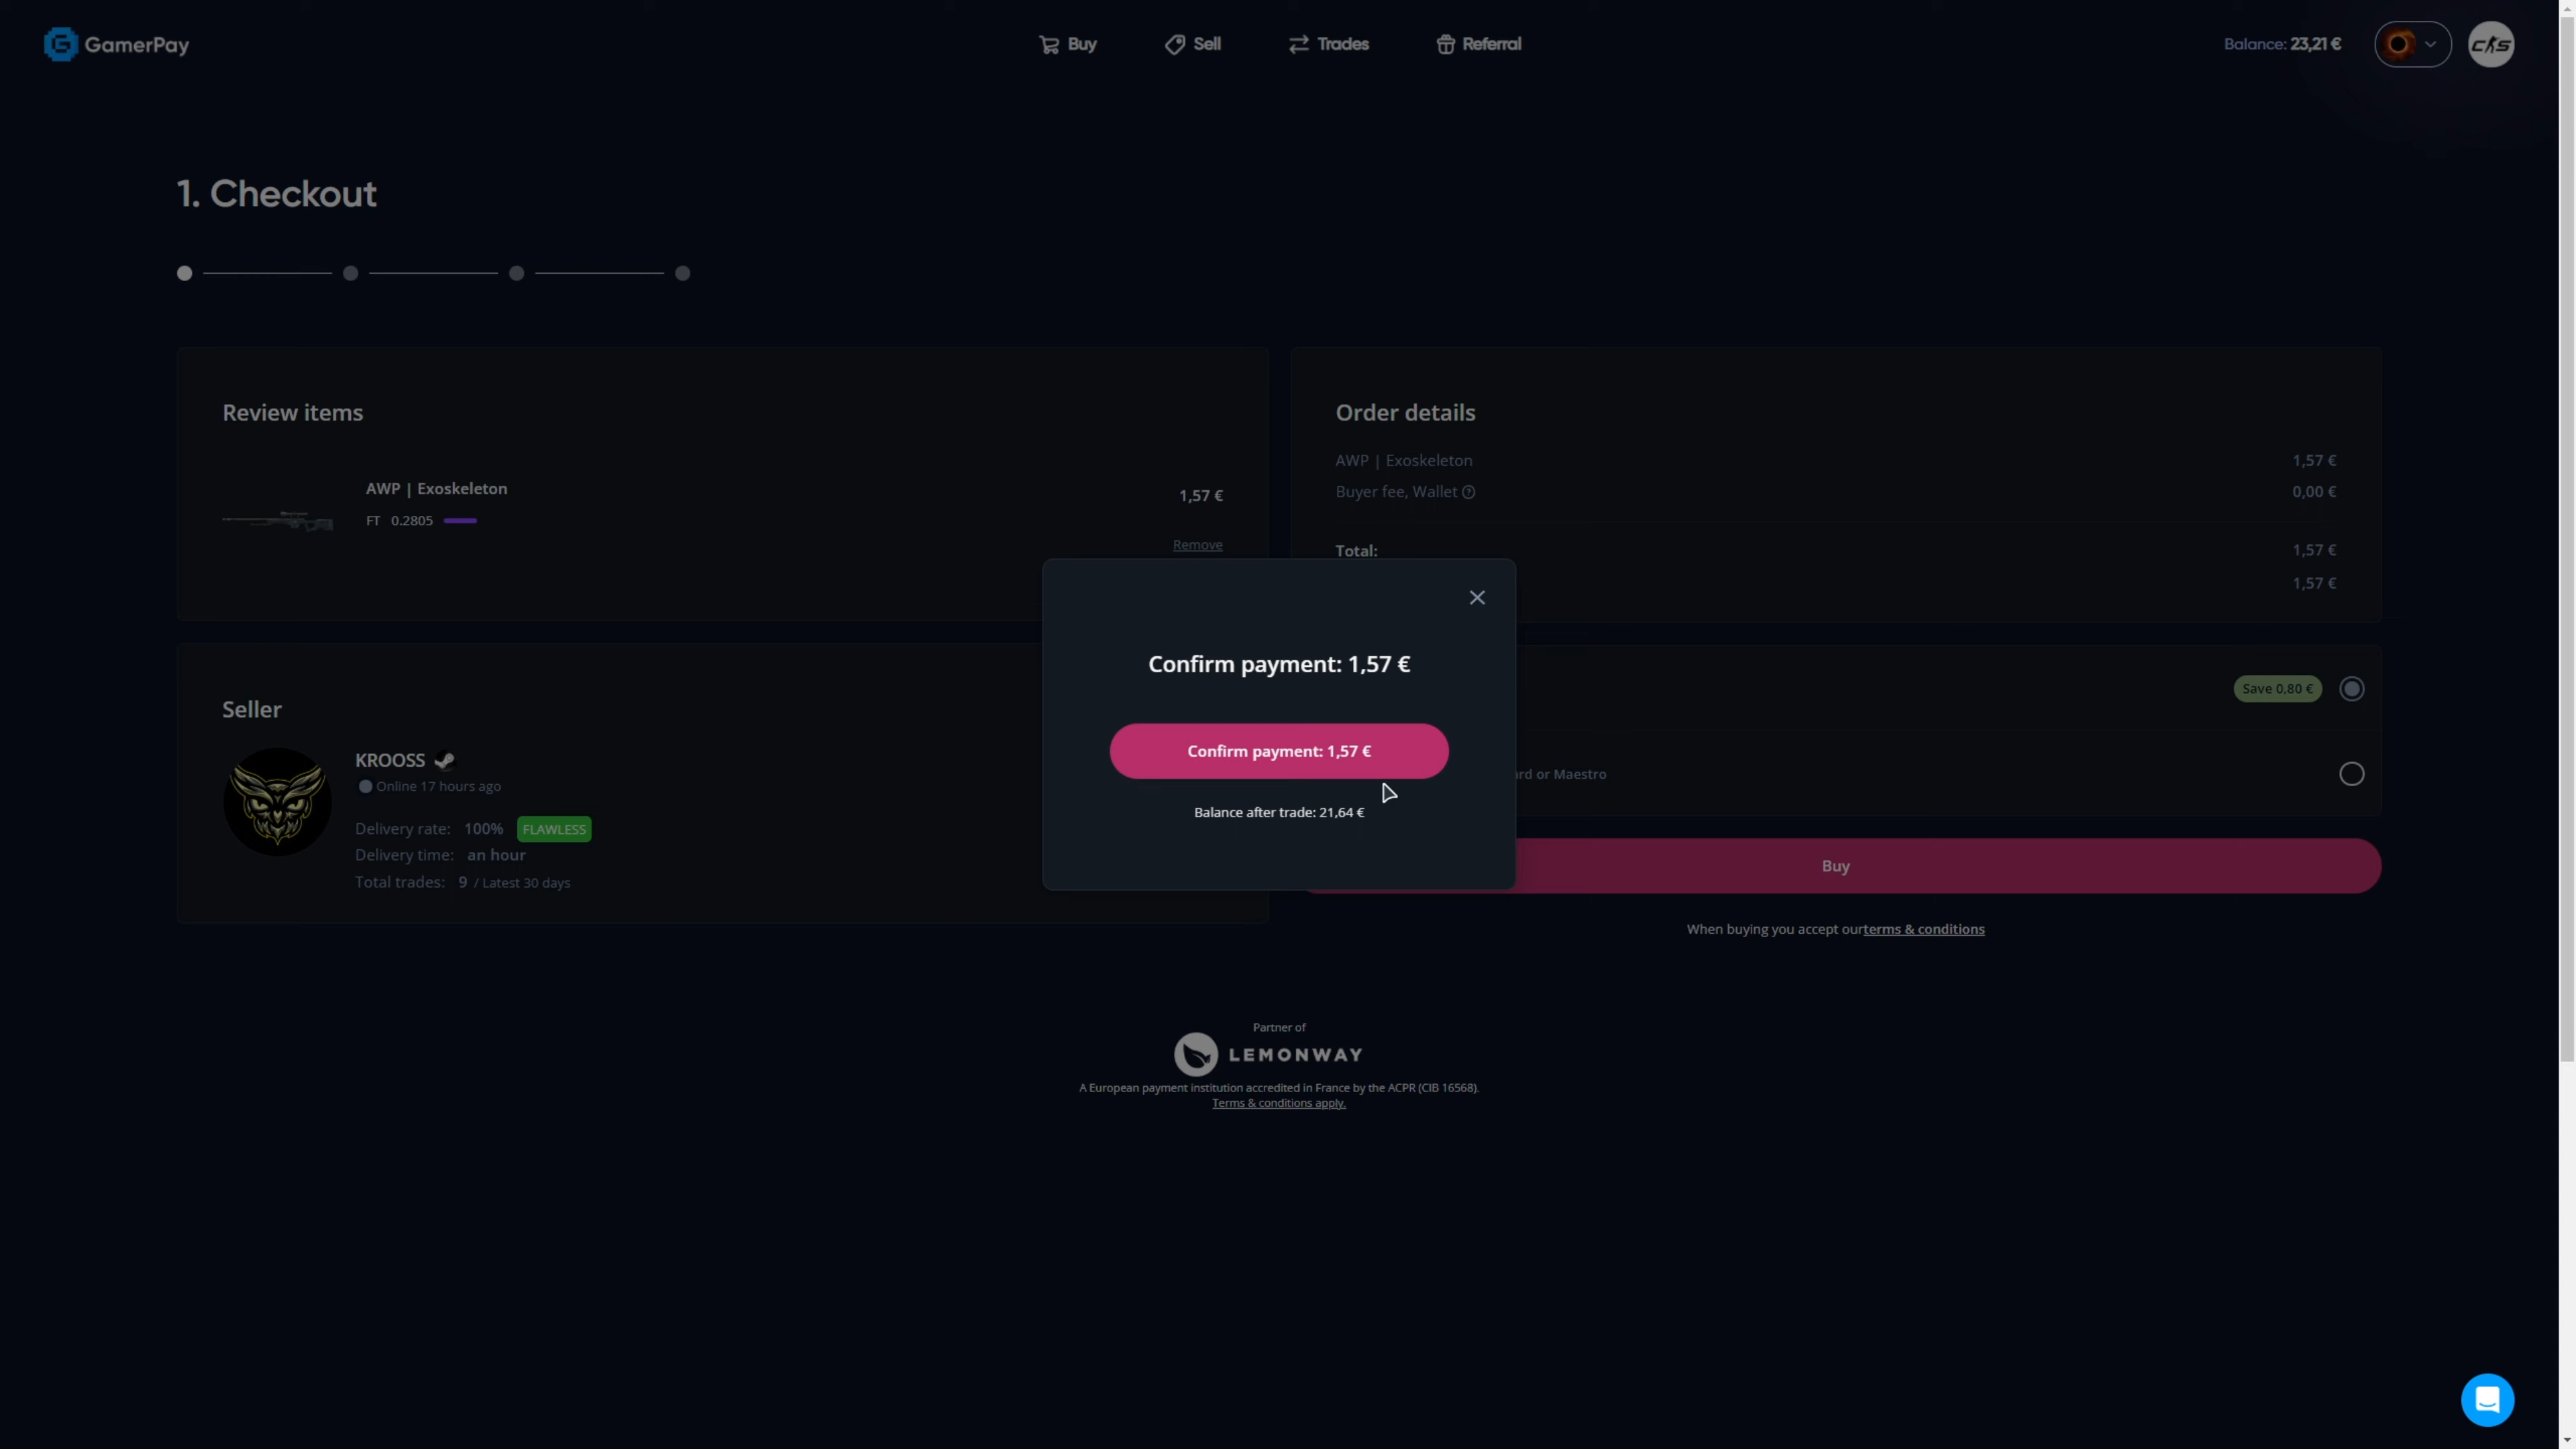 GamerPay
Buy
Sell
Trades
Referral
Balance: 23,21 €
1. Checkout
Review items
AWP | Exoskeleton
FT 0.2805
1,57 €
Remove
Order details
AWP | Exoskeleton 1,57 €
Buyer fee, Wallet 0,00 €
Total: 1,57 €
1,57 €
Confirm payment: 1,57 €
Confirm payment: 1,57 €
Balance after trade: 21,64 €
Seller
KROOSS
Online 17 hours ago
Delivery rate: 100% FLAWLESS
Delivery time: an hour
Total trades: 9 / Latest 30 days
Save 0,80 €
or Maestro
Buy
When buying you accept our terms & conditions
Partner of
LEMONWAY
A European payment institution accredited in France by the ACPR (CIB 16568).
Terms & conditions apply.